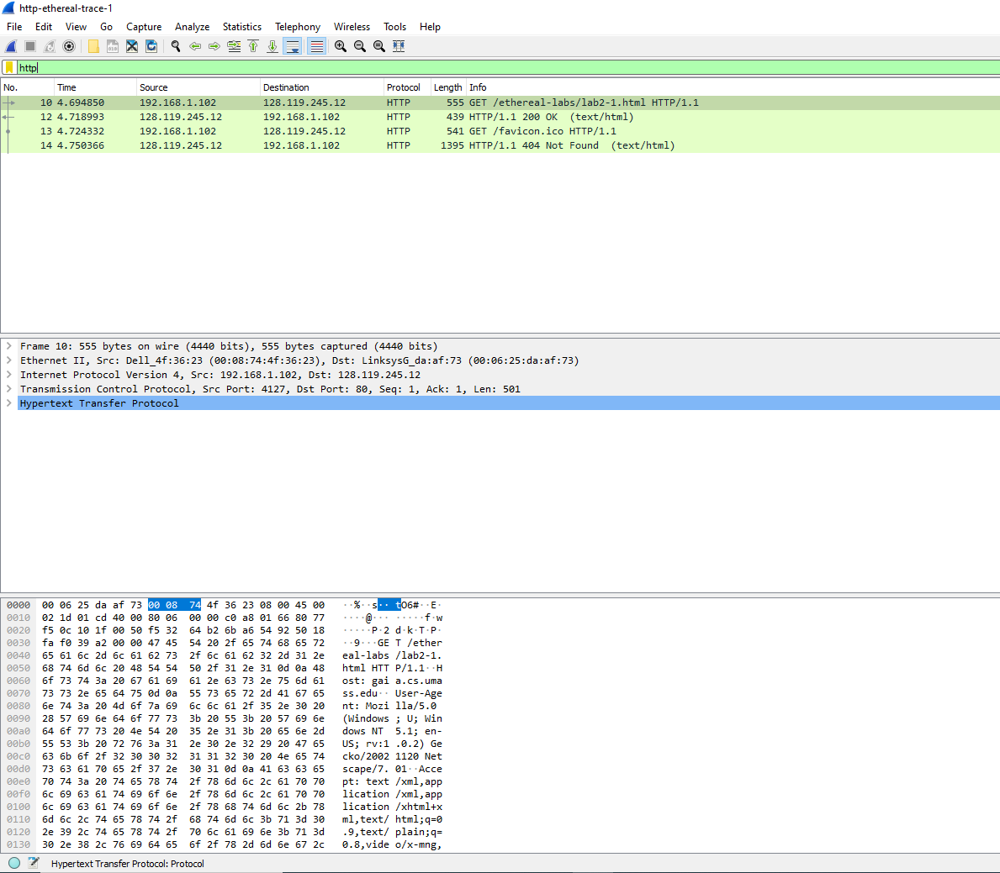 http-ethereal-trace-1
File Edit View Go Capture Analyze Statistics Telephony Wireless Tools Help
http
No. Time Source Destination Protocol Length Info
10 4.694850 192.168.1.102 128.119.245.12 HTTP 555 GET /ethereal-labs/lab2-1.html HTTP/1.1
12 4.718993 128.119.245.12 192.168.1.102 HTTP 439 HTTP/1.1 200 OK (text/html)
13 4.724332 192.168.1.102 128.119.245.12 HTTP 541 GET /favicon.ico HTTP/1.1
14 4.750366 128.119.245.12 192.168.1.102 HTTP 1395 HTTP/1.1 404 Not Found (text/html)
Frame 10: 555 bytes on wire (4440 bits), 555 bytes captured (4440 bits)
Ethernet II, Src: Dell_4f:36:23 (00:08:74:4f:36:23), Dst: LinksysG_da:af:73 (00:06:25:da:af:73)
Internet Protocol Version 4, Src: 192.168.1.102, Dst: 128.119.245.12
Transmission Control Protocol, Src Port: 4127, Dst Port: 80, Seq: 1, Ack: 1, Len: 501
Hypertext Transfer Protocol
0000 00 06 25 da af 73 00 08 74 4f 36 23 08 00 45 00 ··%··s·· tO6#··E·
0010 02 1d 01 cd 40 00 80 06 00 00 c0 a8 01 66 80 77 ····@··· ·····f·w
0020 f5 0c 10 1f 00 50 f5 32 64 b2 6b a6 54 92 50 18 ·····P·2 d·k·T·P·
0030 fa f0 39 a2 00 00 47 45 54 20 2f 65 74 68 65 72 ··9···GE T /ether
0040 65 61 6c 2d 6c 61 62 73 2f 6c 61 62 32 2d 31 2e eal-labs /lab2-1.
0050 68 74 6d 6c 20 48 54 54 50 2f 31 2e 31 0d 0a 48 html HTT P/1.1··H
0060 6f 73 74 3a 20 67 61 69 61 2e 63 73 2e 75 6d 61 ost: gai a.cs.uma
0070 73 73 2e 65 64 75 0d 0a 55 73 65 72 2d 41 67 65 ss.edu·· User-Age
0080 6e 74 3a 20 4d 6f 7a 69 6c 6c 61 2f 35 2e 30 20 nt: Mozi lla/5.0
0090 28 57 69 6e 64 6f 77 73 3b 20 55 3b 20 57 69 6e (Windows ; U; Win
00a0 64 6f 77 73 20 4e 54 20 35 2e 31 3b 20 65 6e 2d dows NT 5.1; en-
00b0 55 53 3b 20 72 76 3a 31 2e 30 2e 32 29 20 47 65 US; rv:1 .0.2) Ge
00c0 63 6b 6f 2f 32 30 30 32 31 31 32 30 20 4e 65 74 cko/2002 1120 Net
00d0 73 63 61 70 65 2f 37 2e 30 31 0d 0a 41 63 63 65 scape/7. 01··Acce
00e0 70 74 3a 20 74 65 78 74 2f 78 6d 6c 2c 61 70 70 pt: text /xml,app
00f0 6c 69 63 61 74 69 6f 6e 2f 78 6d 6c 2c 61 70 70 lication /xml,app
0100 6c 69 63 61 74 69 6f 6e 2f 78 68 74 6d 6c 2b 78 lication /xhtml+x
0110 6d 6c 2c 74 65 78 74 2f 68 74 6d 6c 3b 71 3d 30 ml,text/ html;q=0
0120 2e 39 2c 74 65 78 74 2f 70 6c 61 69 6e 3b 71 3d .9,text/ plain;q=
0130 30 2e 38 2c 76 69 64 65 6f 2f 78 2d 6d 6e 67 2c 0.8,vide o/x-mng,
Hypertext Transfer Protocol: Protocol